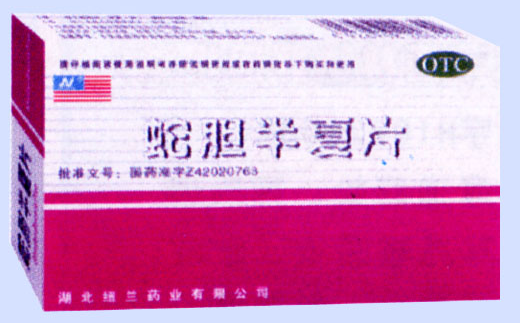 请仔细阅读使用说明书并按说明使用或在药师指导下购买和使用
OTC
蛇胆半夏片
批准文号：国药准字Z42020763
湖北纽兰药业有限公司